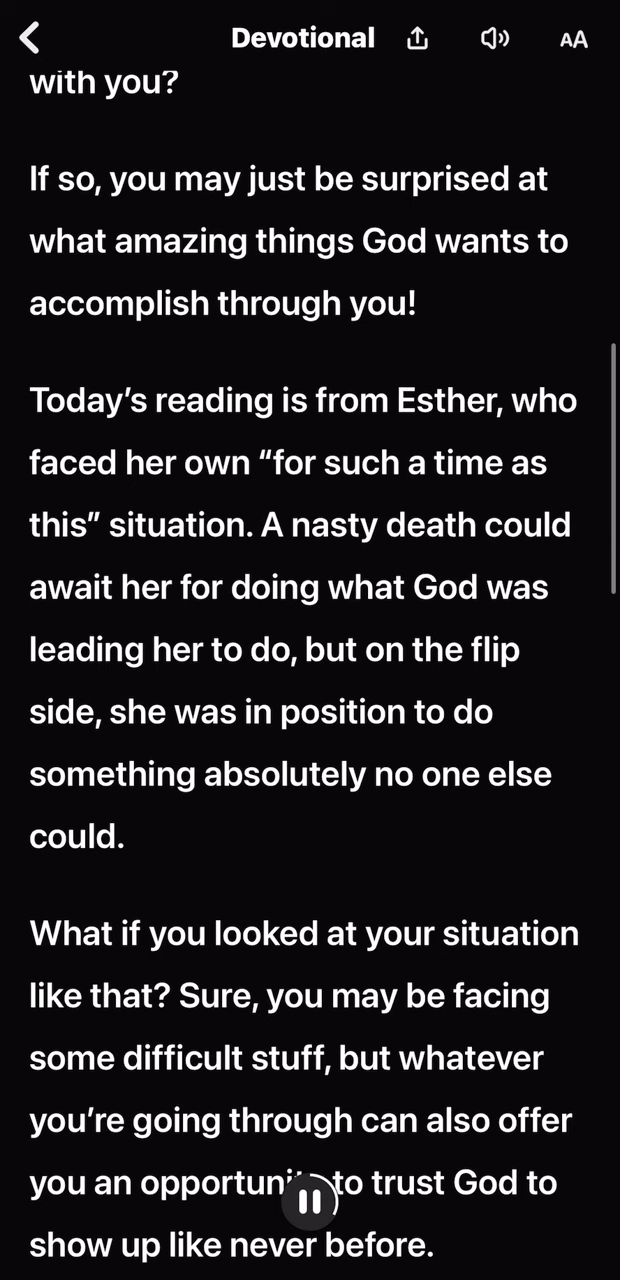 Devotional
AA
with you?
If so, you may just be surprised at
what amazing things God wants to
accomplish through you!
Today’s reading is from Esther, who
faced her own “for such a time as
this” situation. A nasty death could
await her for doing what God was
leading her to do, but on the flip
side, she was in position to do
something absolutely no one else
could.
What if you looked at your situation
like that? Sure, you may be facing
some difficult stuff, but whatever
you’re going through can also offer
you an opportunity to trust God to
show up like never before.